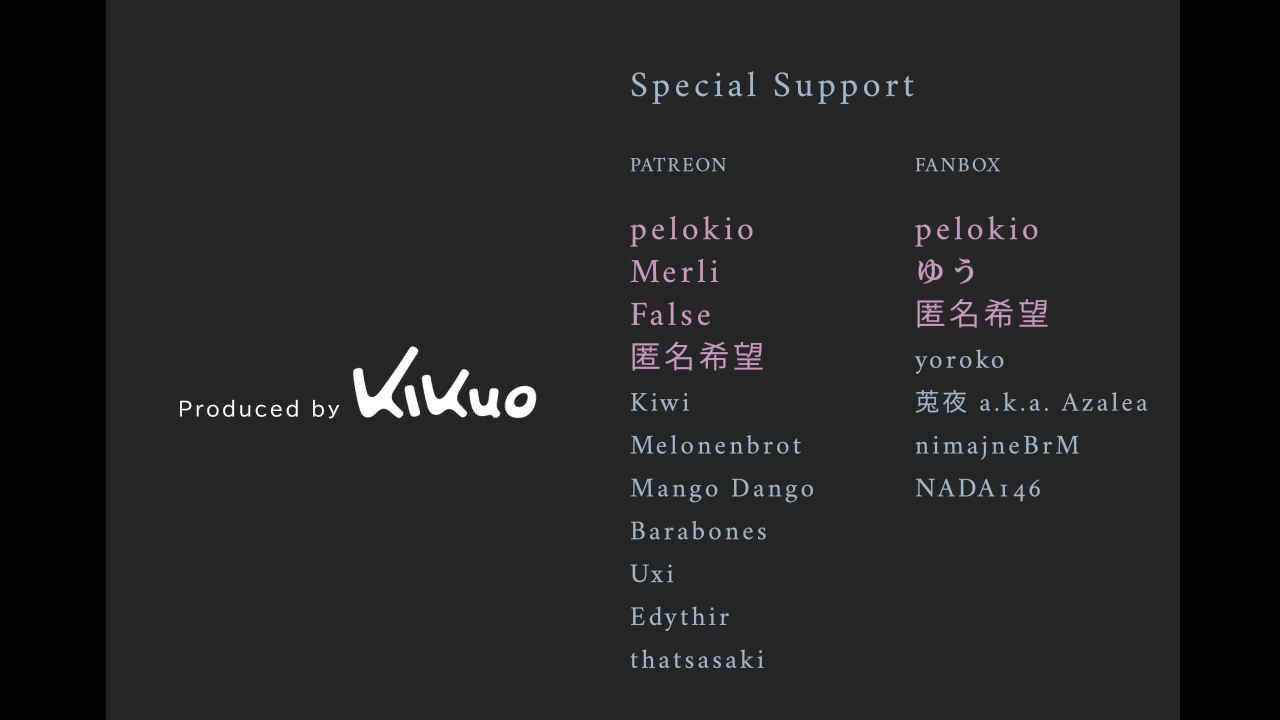 Produced by Kikuo
Special Support
PATREON
pelokio
Merli
False
匿名希望
Kiwi
Melonenbrot
Mango Dango
Barabones
Uxi
Edythir
thatsasaki
FANBOX
pelokio
ゆう
匿名希望
yoroko
莵夜 a.k.a. Azalea
nimajneBrM
NADA146